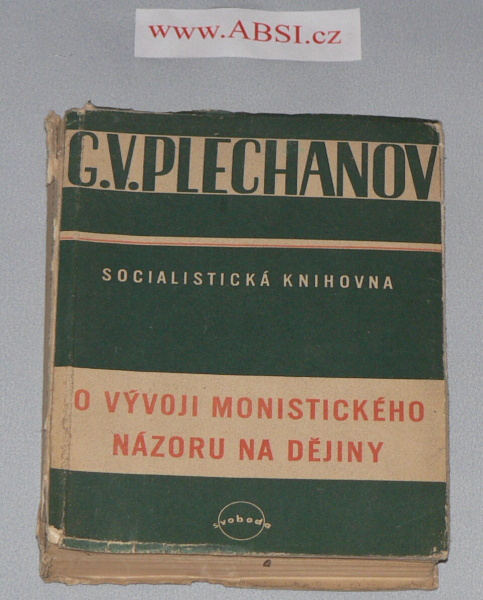 www.ABSI.cz
G.V.PLECHANOV
SOCIALISTICKÁ KNIHOVNA
O VÝVOJI MONISTICKÉHO
NÁZORU NA DĚJINY
svoboda